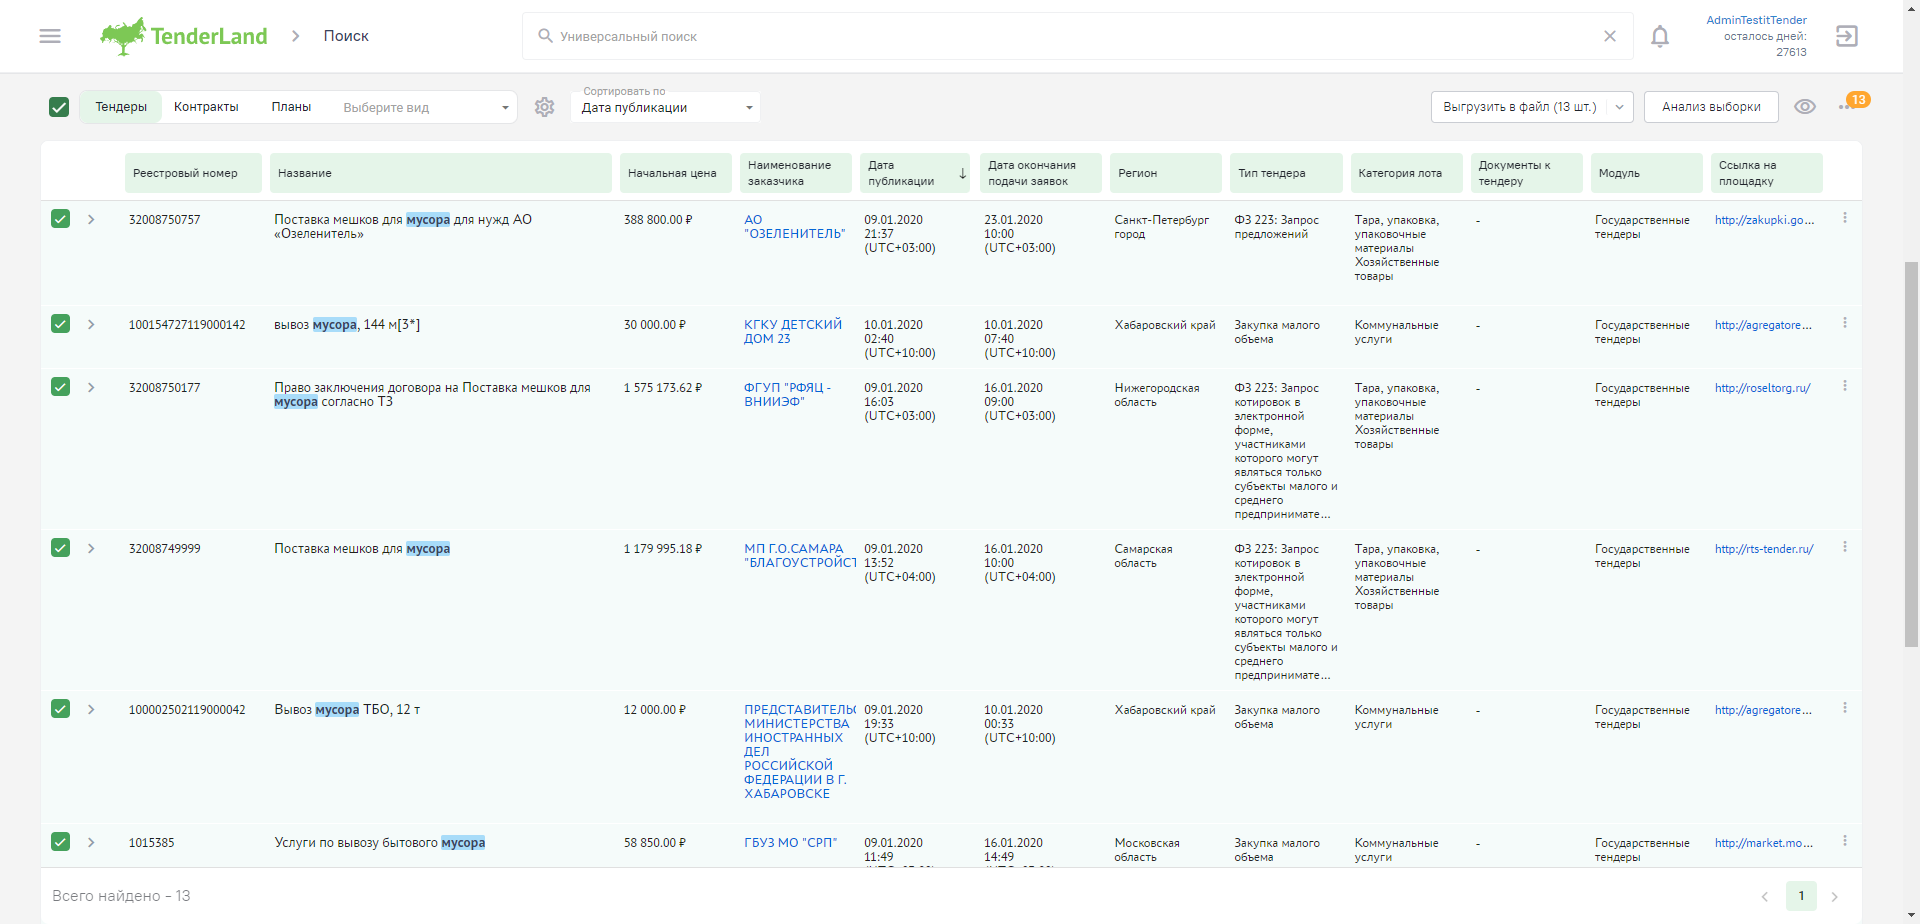 TenderLand
Поиск
Универсальный поиск
AdminTestitTender
осталось дней:
27613
Тендеры
Контракты
Планы
Выберите вид
Сортировать по
Дата публикации
Выгрузить в файл (13 шт.)
Анализ выборки
13
Реестровый номер
Название
Начальная цена
Наименование
заказчика
Дата
публикации
Дата окончания
подачи заявок
Регион
Тип тендера
Категория лота
Документы к
тендеру
Модуль
Ссылка на
площадку
32008750757
Поставка мешков для мусора для нужд АО
«Озеленитель»
388 800.00 ₽
АО
"ОЗЕЛЕНИТЕЛЬ"
09.01.2020
21:37
(UTC+03:00)
23.01.2020
10:00
(UTC+03:00)
Санкт-Петербург
город
ФЗ 223: Запрос
предложений
Тара, упаковка,
упаковочные
материалы
Хозяйственные
товары
-
Государственные
тендеры
http://zakupki.go...
100154727119000142
вывоз мусора, 144 м[3*]
30 000.00 ₽
КГКУ ДЕТСКИЙ
ДОМ 23
10.01.2020
02:40
(UTC+10:00)
10.01.2020
07:40
(UTC+10:00)
Хабаровский край
Закупка малого
объема
Коммунальные
услуги
-
Государственные
тендеры
http://agregatore...
32008750177
Право заключения договора на Поставка мешков для
мусора согласно ТЗ
1 575 173.62 ₽
ФГУП "РФЯЦ -
ВНИИЭФ"
09.01.2020
16:03
(UTC+03:00)
16.01.2020
09:00
(UTC+03:00)
Нижегородская
область
ФЗ 223: Запрос
котировок в
электронной
форме,
участниками
которого могут
являться только
субъекты малого и
среднего
предпринимате...
Тара, упаковка,
упаковочные
материалы
Хозяйственные
товары
-
Государственные
тендеры
http://roseltorg.ru/
32008749999
Поставка мешков для мусора
1 179 995.18 ₽
МП Г.О.САМАРА
"БЛАГОУСТРОЙСТ
09.01.2020
13:52
(UTC+04:00)
16.01.2020
10:00
(UTC+04:00)
Самарская
область
ФЗ 223: Запрос
котировок в
электронной
форме,
участниками
которого могут
являться только
субъекты малого и
среднего
предпринимате...
Тара, упаковка,
упаковочные
материалы
Хозяйственные
товары
-
Государственные
тендеры
http://rts-tender.ru/
100002502119000042
Вывоз мусора ТБО, 12 т
12 000.00 ₽
ПРЕДСТАВИТЕЛЬС
МИНИСТЕРСТВА
ИНОСТРАННЫХ
ДЕЛ
РОССИЙСКОЙ
ФЕДЕРАЦИИ В Г.
ХАБАРОВСКЕ
09.01.2020
19:33
(UTC+10:00)
10.01.2020
00:33
(UTC+10:00)
Хабаровский край
Закупка малого
объема
Коммунальные
услуги
-
Государственные
тендеры
http://agregatore...
1015385
Услуги по вывозу бытового мусора
58 850.00 ₽
ГБУЗ МО "СРП"
09.01.2020
11:49
16.01.2020
14:49
Московская
область
Закупка малого
объема
Коммунальные
услуги
-
Государственные
тендеры
http://market.mo...
Всего найдено - 13
1